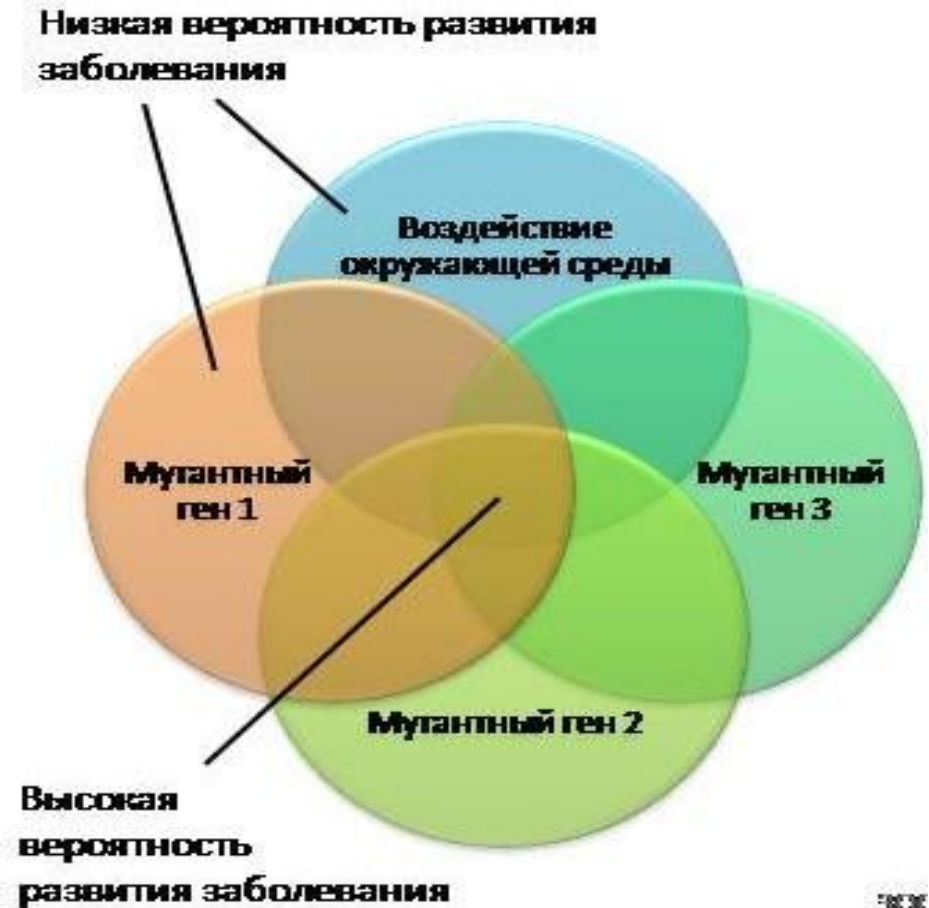 Низкая вероятность развития
заболевания
Воздействие
окружающей среды
Мутантный
ген 1
Мутантный
ген 3
Мутантный ген 2
Высокая
вероятность
развития заболевания